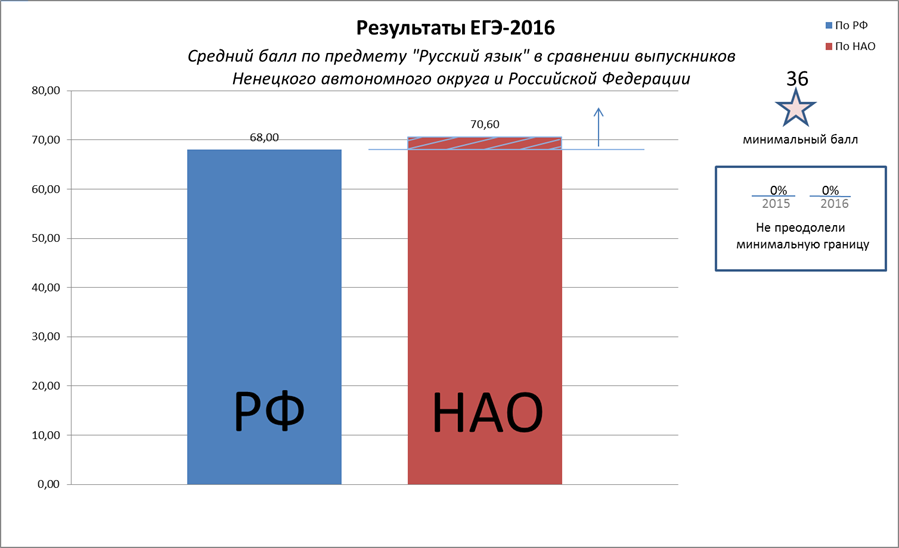 Результаты ЕГЭ-2016
Средний балл по предмету "Русский язык" в сравнении выпускников
Ненецкого автономного округа и Российской Федерации
По РФ
По НАО
36
минимальный балл
0% 0%
2015 2016
Не преодолели
минимальную границу
80,00
70,00
60,00
50,00
40,00
30,00
20,00
10,00
0,00
68,00
70,60
РФ
НАО